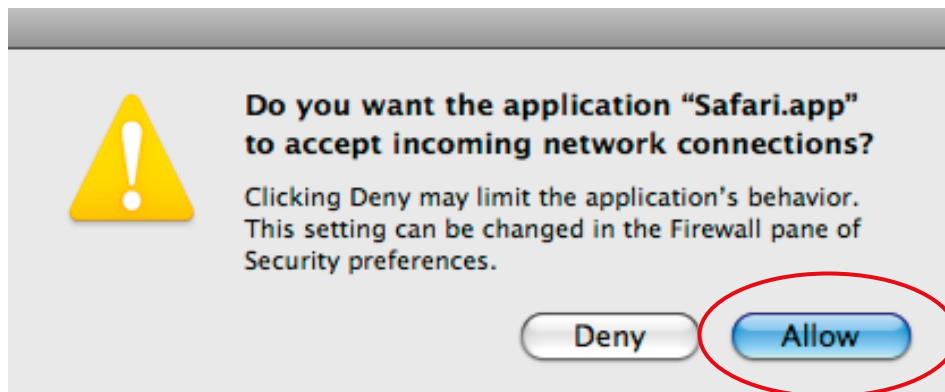 Do you want the application “Safari.app”
to accept incoming network connections?
Clicking Deny may limit the application’s behavior.
This setting can be changed in the Firewall pane of
Security preferences.
Deny
Allow